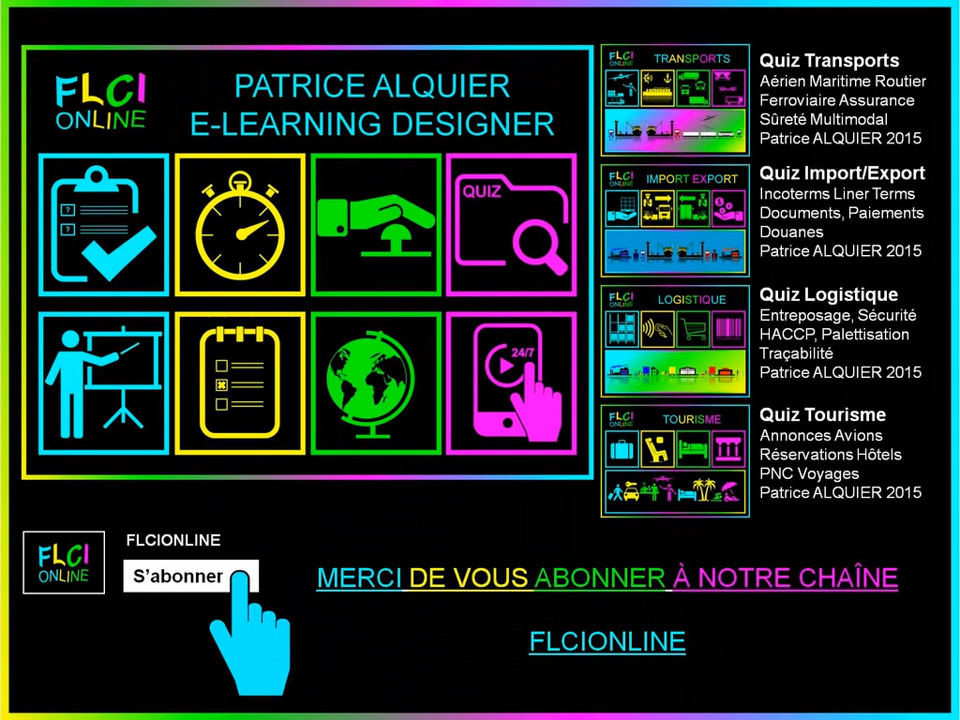 FLCI
ONLINE
PATRICE ALQUIER
E-LEARNING DESIGNER
?
?
QUIZ
24/7
FLCI
ONLINE
TRANSPORTS
Quiz Transports
Aérien Maritime Routier
Ferroviaire Assurance
Sûreté Multimodal
Patrice ALQUIER 2015
FLCI
ONLINE
IMPORT EXPORT
Quiz Import/Export
Incoterms Liner Terms
Documents, Paiements
Douanes
Patrice ALQUIER 2015
FLCI
ONLINE
LOGISTIQUE
Quiz Logistique
Entreposage, Sécurité
HACCP, Palettisation
Traçabilité
Patrice ALQUIER 2015
FLCI
ONLINE
TOURISME
Quiz Tourisme
Annonces Avions
Réservations Hôtels
PNC Voyages
Patrice ALQUIER 2015
FLCI
ONLINE
FLCIONLINE
S'abonner
MERCI DE VOUS ABONNER À NOTRE CHAÎNE
FLCIONLINE